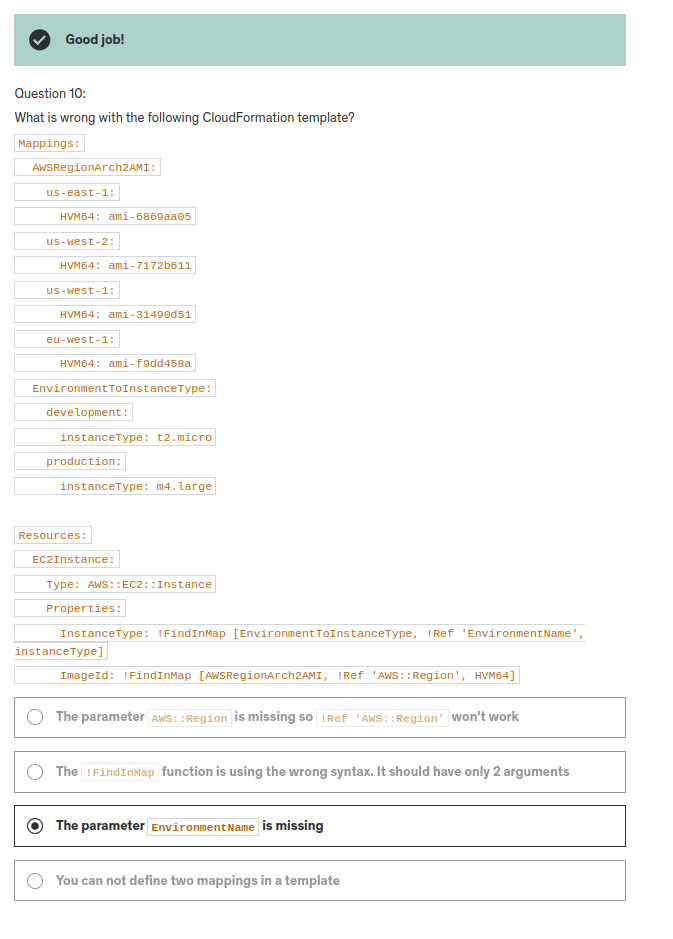 Good job!
Question 10:
What is wrong with the following CloudFormation template?
Mappings:
  AWSRegionArch2AMI:
    us-east-1:
      HVM64: ami-6869aa05
    us-west-2:
      HVM64: ami-7172b611
    us-west-1:
      HVM64: ami-31490d51
    eu-west-1:
      HVM64: ami-f9dd458a
  EnvironmentToInstanceType:
    development:
      instanceType: t2.micro
    production:
      instanceType: m4.large
Resources:
  EC2Instance:
    Type: AWS::EC2::Instance
    Properties:
      InstanceType: !FindInMap [EnvironmentToInstanceType, !Ref 'EnvironmentName',
instanceType]
      ImageId: !FindInMap [AWSRegionArch2AMI, !Ref 'AWS::Region', HVM64]
The parameter AWS::Region is missing so !Ref 'AWS::Region' won't work
The !FindInMap function is using the wrong syntax. It should have only 2 arguments
The parameter EnvironmentName is missing
You can not define two mappings in a template